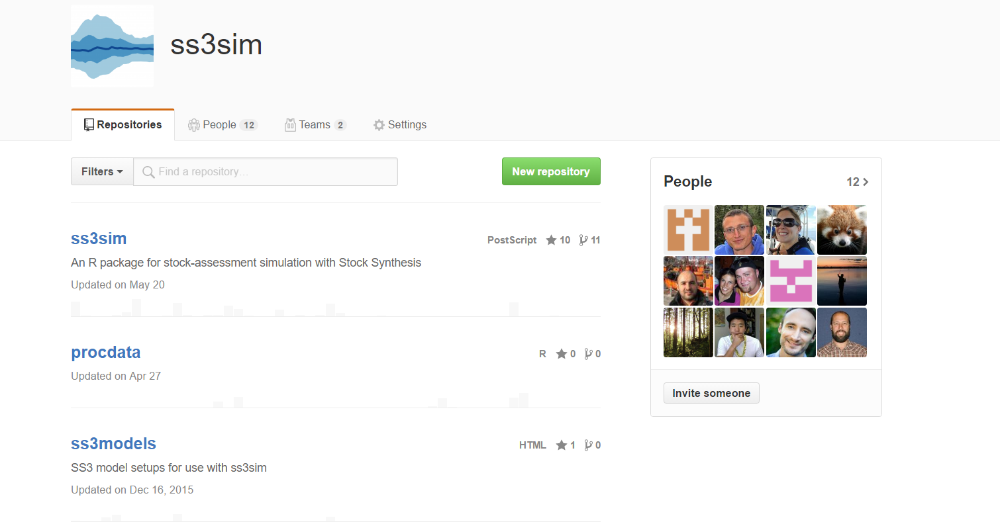 ss3sim
Repositories People 12 Teams 2 Settings
Filters Find a repository... New repository
ss3sim PostScript 10 11
An R package for stock-assessment simulation with Stock Synthesis
Updated on May 20
procdata R 0 0
Updated on Apr 27
ss3models HTML 1 0
SS3 model setups for use with ss3sim
Updated on Dec 16, 2015
People 12
Invite someone